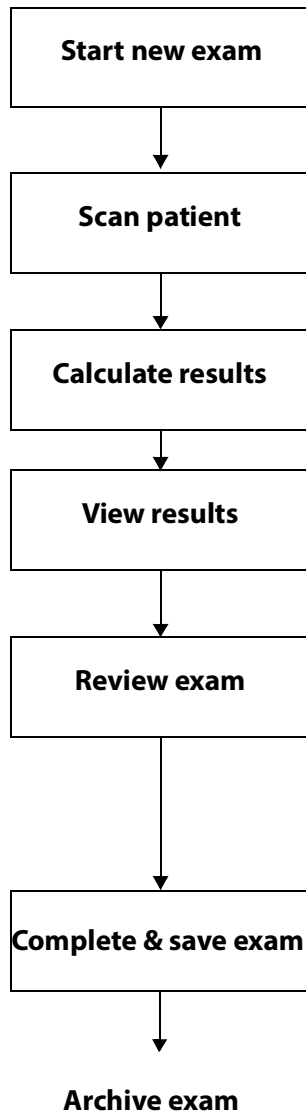 Start new exam
Scan patient
Calculate results
View results
Review exam
Complete & save exam
Archive exam